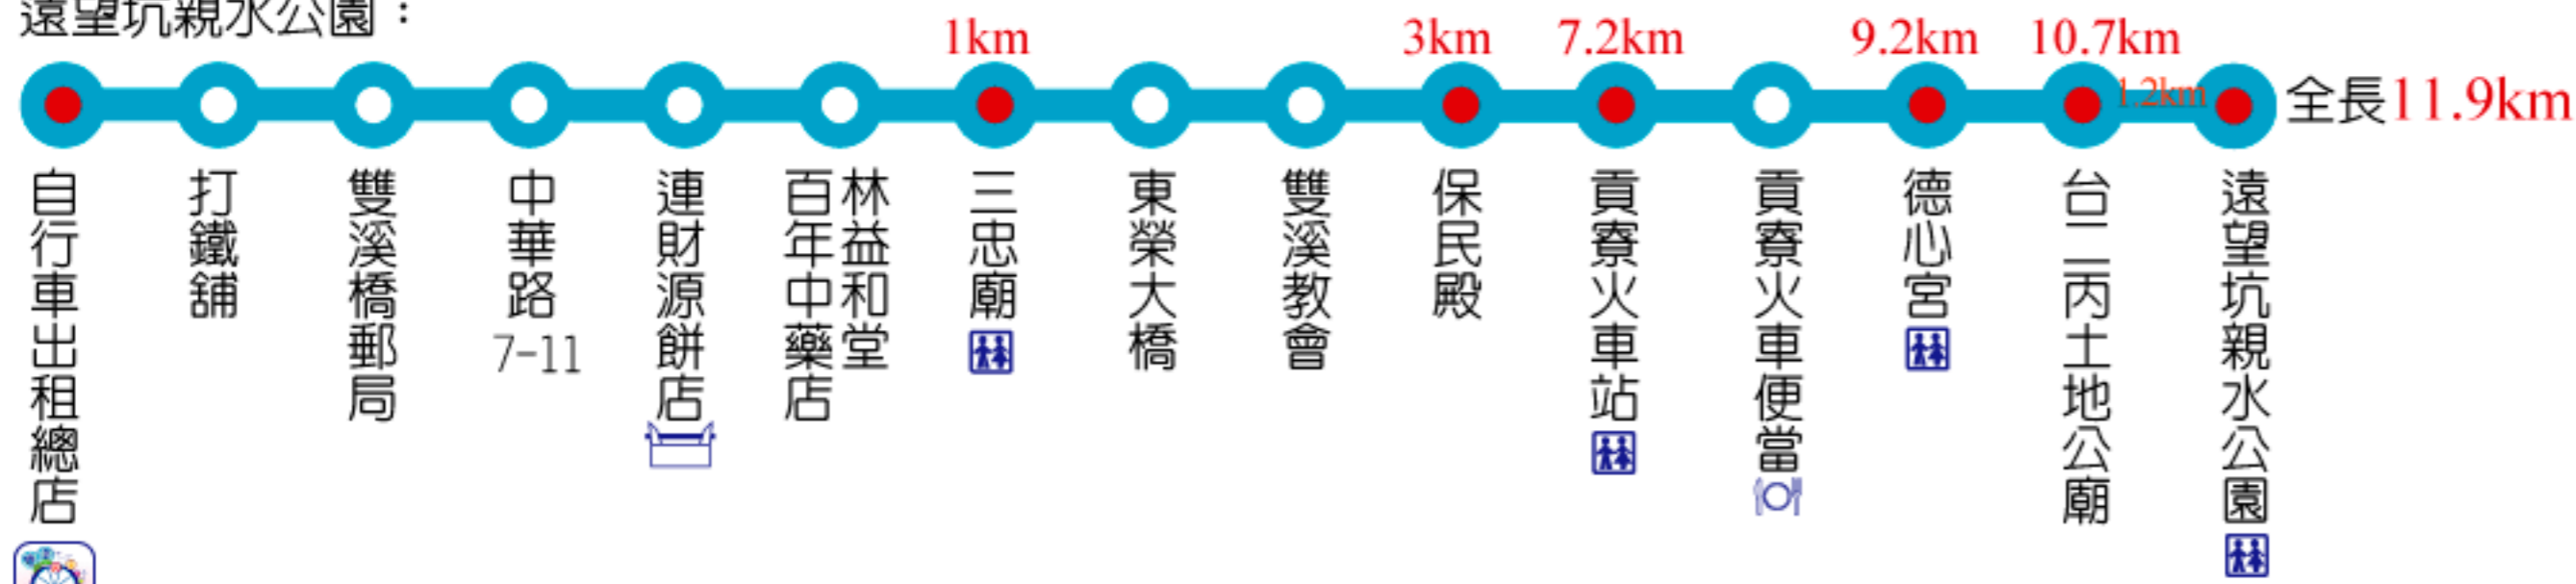 遠望坑親水公園：
1km
3km
7.2km
9.2km
10.7km
1.2km
全長11.9km
自行車出租總店
打鐵舖
雙溪橋郵局
中華路
7-11
連財源餅店
林益和堂
百年中藥店
三忠廟
東榮大橋
雙溪教會
保民殿
貢寮火車站
貢寮火車便當
德心宮
台二丙土地公廟
遠望坑親水公園